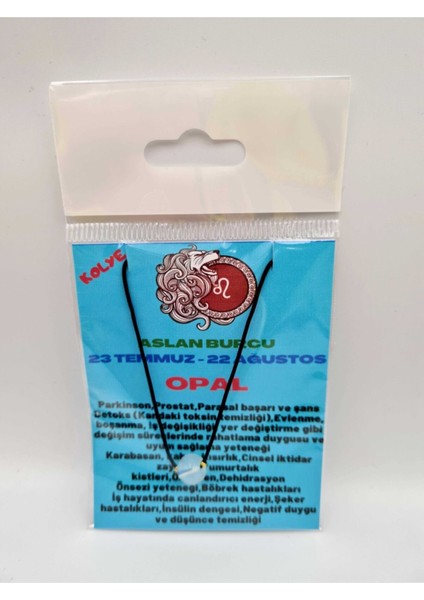 KOLYE
ASLAN BURCU
23 TEMMUZ - 22 AĞUSTOS
OPAL
Parkinson,Prostat,Parasal başarı ve şans
Detoks (Kandaki toksin temizliği),Evlenme,
boşanma, İş değişikliği, yer değiştirme gibi
değişim süreçlerinde rahatlama duygusu ve
uyum sağlama yeteneği
Karabasan, Cinsel iktidar
umurtalık
kistleri, Dehidrasyon
Önsezi yeteneği,Böbrek hastalıkları
İş hayatında canlandırıcı enerji,Şeker
hastalıkları,İnsülin dengesi,Negatif duygu
ve düşünce temizliği